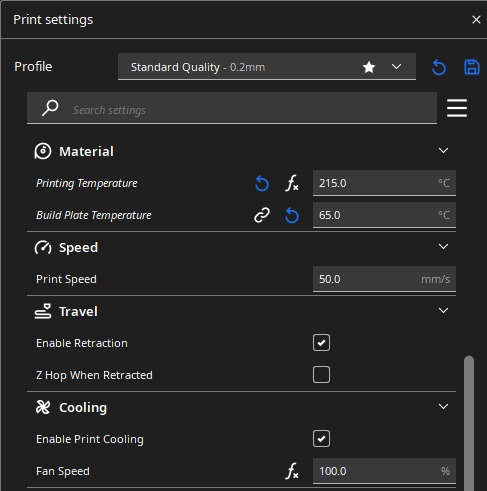 Print settings
Profile Standard Quality - 0.2mm
Search settings
Material
Printing Temperature 215.0 °C
Build Plate Temperature 65.0 °C
Speed
Print Speed 50.0 mm/s
Travel
Enable Retraction
Z Hop When Retracted
Cooling
Enable Print Cooling
Fan Speed 100.0 %